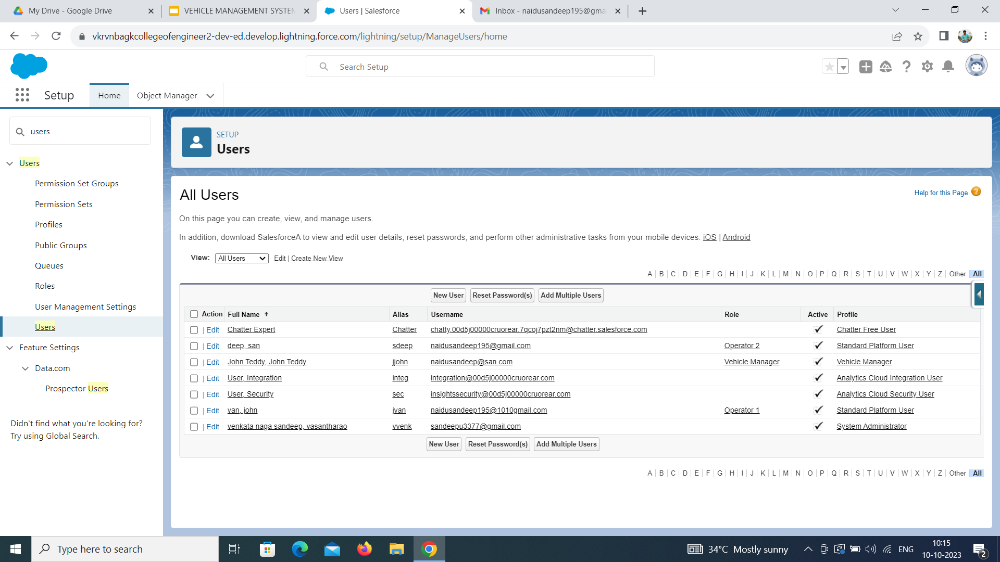 My Drive - Google Drive
VEHICLE MANAGEMENT SYSTEM
Users | Salesforce
Inbox - naidusandeep195@gma
vkrvnbagkcollegeofengineer2-dev-ed.develop.lightning.force.com/lightning/setup/ManageUsers/home
Search Setup
Setup
Home
Object Manager
users
Users
Permission Set Groups
Permission Sets
Profiles
Public Groups
Queues
Roles
User Management Settings
Users
Feature Settings
Data.com
Prospector Users
Didn't find what you're looking for?
Try using Global Search.
SETUP
Users
All Users
Help for this Page ?
On this page you can create, view, and manage users.
In addition, download SalesforceA to view and edit user details, reset passwords, and perform other administrative tasks from your mobile devices: iOS | Android
View: All Users Edit | Create New View
A B C D E F G H I J K L M N O P Q R S T U V W X Y Z Other All
New User Reset Password(s) Add Multiple Users
Action Full Name ↑ Alias Username Role Active Profile
| Edit Chatter Expert Chatter chatty.00d5j00000cruorear.7qcoj7pzt2nm@chatter.salesforce.com Chatter Free User
| Edit deep, san sdeep naidusandeep195@gmail.com Operator 2 Standard Platform User
| Edit John Teddy, John Teddy jjohn naidusandeep@san.com Vehicle Manager Vehicle Manager
| Edit User, Integration integ integration@00d5j00000cruorear.com Analytics Cloud Integration User
| Edit User, Security sec insightssecurity@00d5j00000cruorear.com Analytics Cloud Security User
| Edit van, john jvan naidusandeep195@1010gmail.com Operator 1 Standard Platform User
| Edit venkata naga sandeep, vasantharao vvenk sandeepu3377@gmail.com System Administrator
New User Reset Password(s) Add Multiple Users
A B C D E F G H I J K L M N O P Q R S T U V W X Y Z Other All
Type here to search
34°C Mostly sunny
ENG
10:15
10-10-2023
2